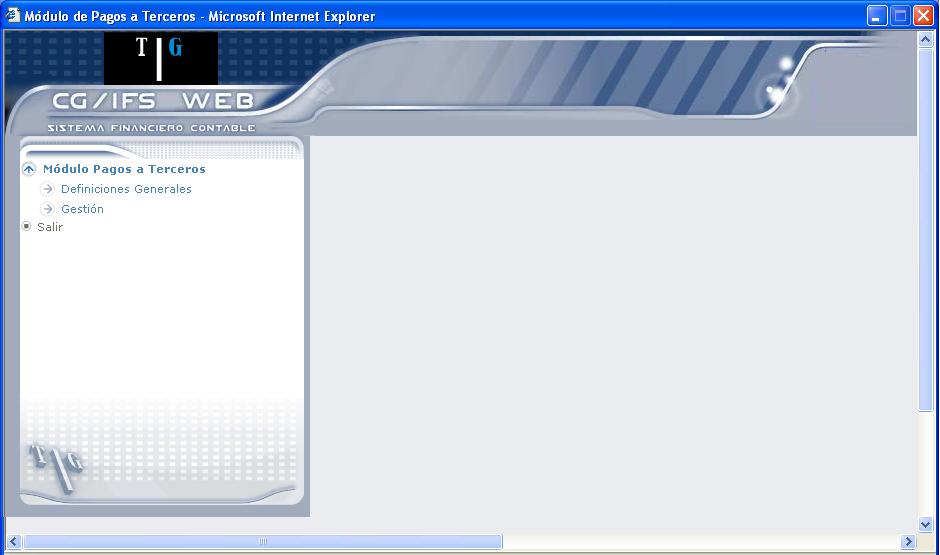 Módulo de Pagos a Terceros - Microsoft Internet Explorer
T G
CG/IFS WEB
SISTEMA FINANCIERO CONTABLE
Módulo Pagos a Terceros
Definiciones Generales
Gestión
Salir
T G